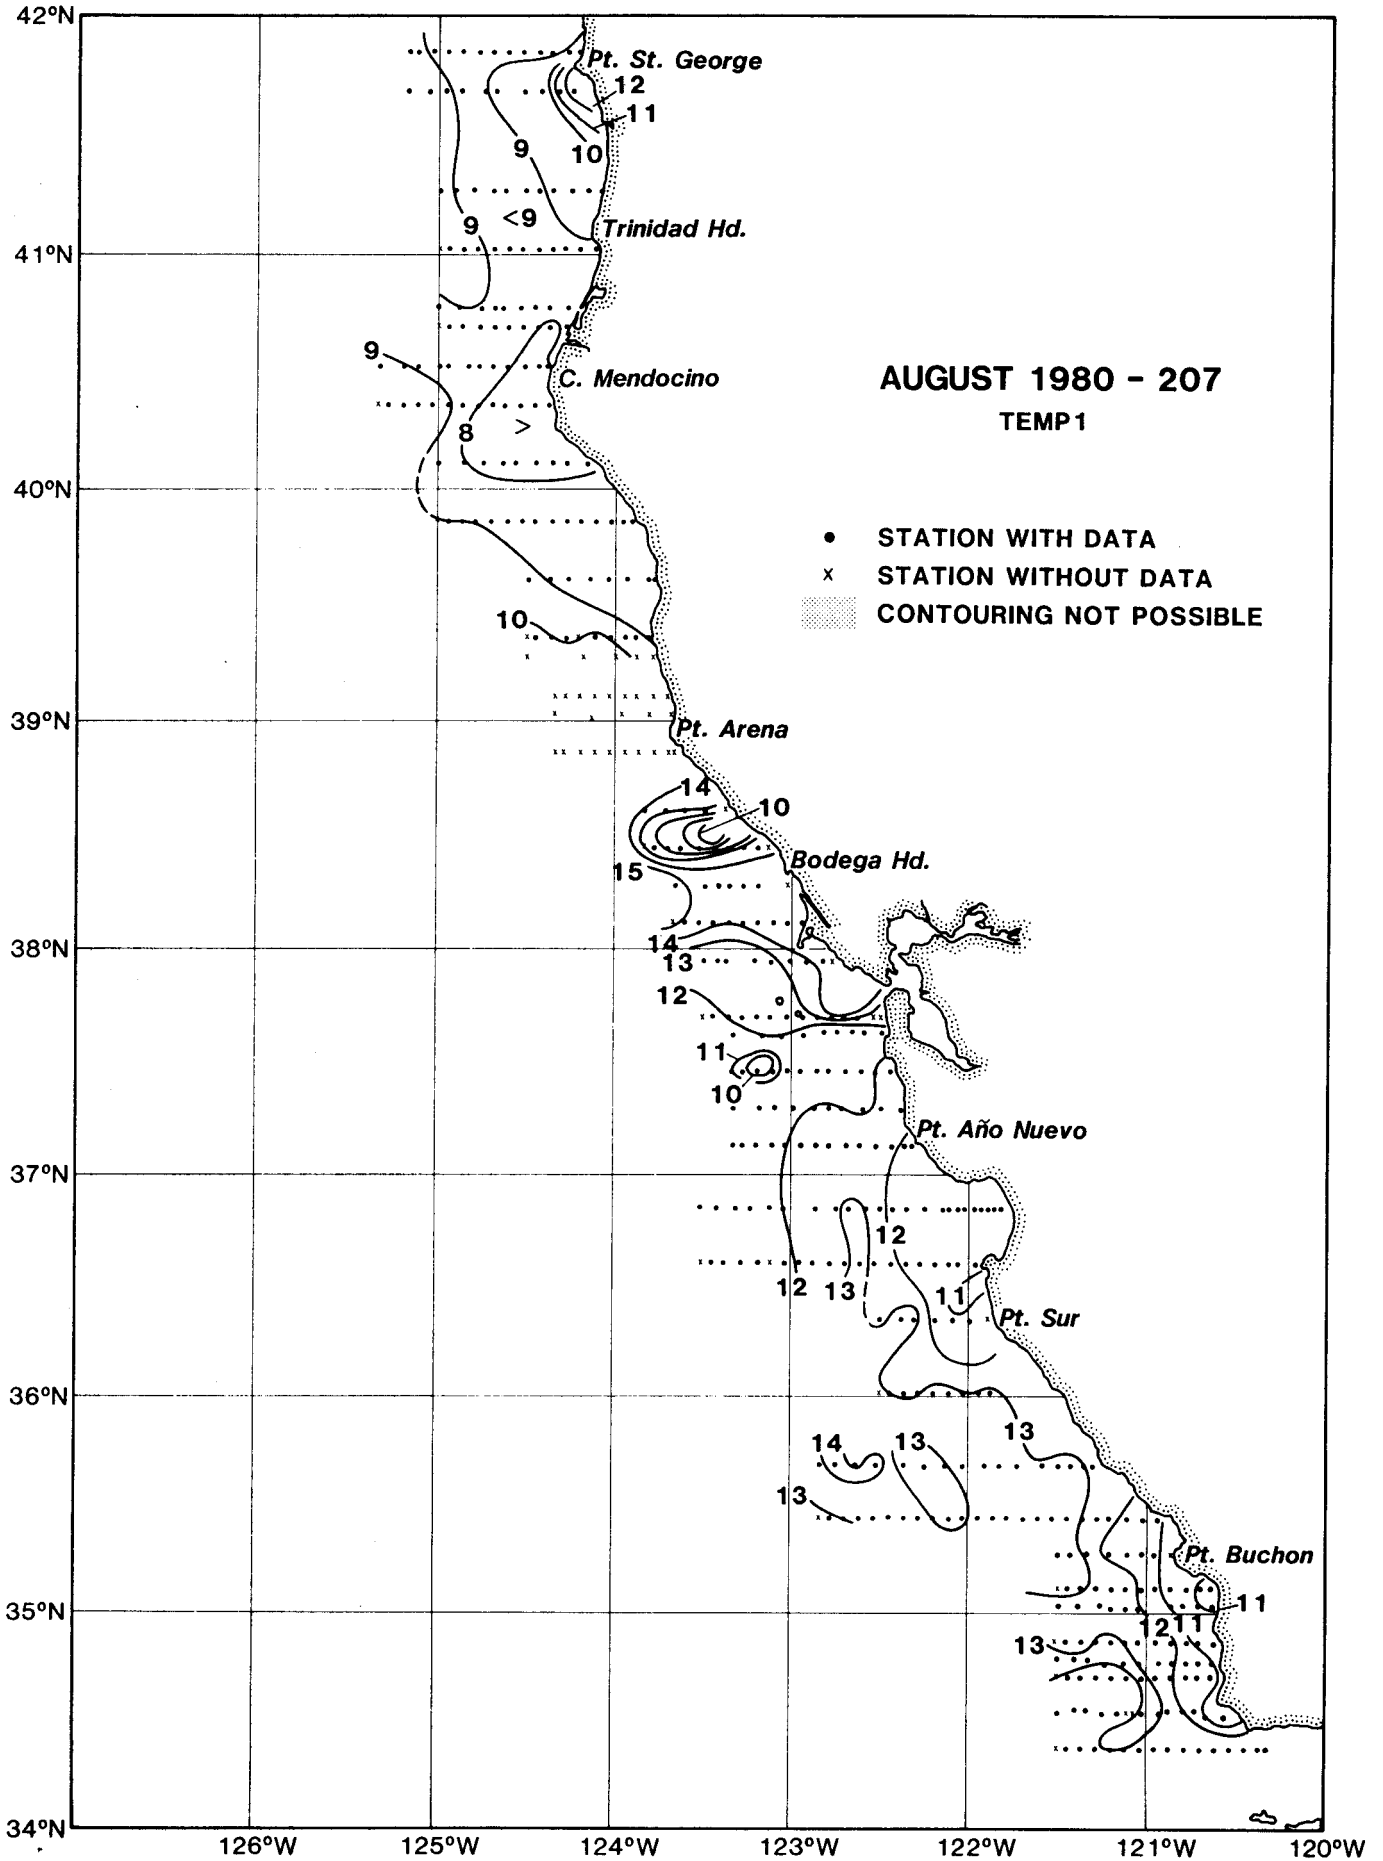 42°N
Pt. St. George
12
11
9
10
9
<9
Trinidad Hd.
41°N
9
C. Mendocino
AUGUST 1980 – 207
TEMP1
8
>
40°N
• STATION WITH DATA
x STATION WITHOUT DATA
CONTOURING NOT POSSIBLE
10
39°N
Pt. Arena
14
10
Bodega Hd.
15
38°N
14
13
12
11
10
Pt. Año Nuevo
37°N
12
12
13
11
Pt. Sur
36°N
13
14
13
13
Pt. Buchon
35°N
11
12
11
13
34°N
126°W
125°W
124°W
123°W
122°W
121°W
120°W